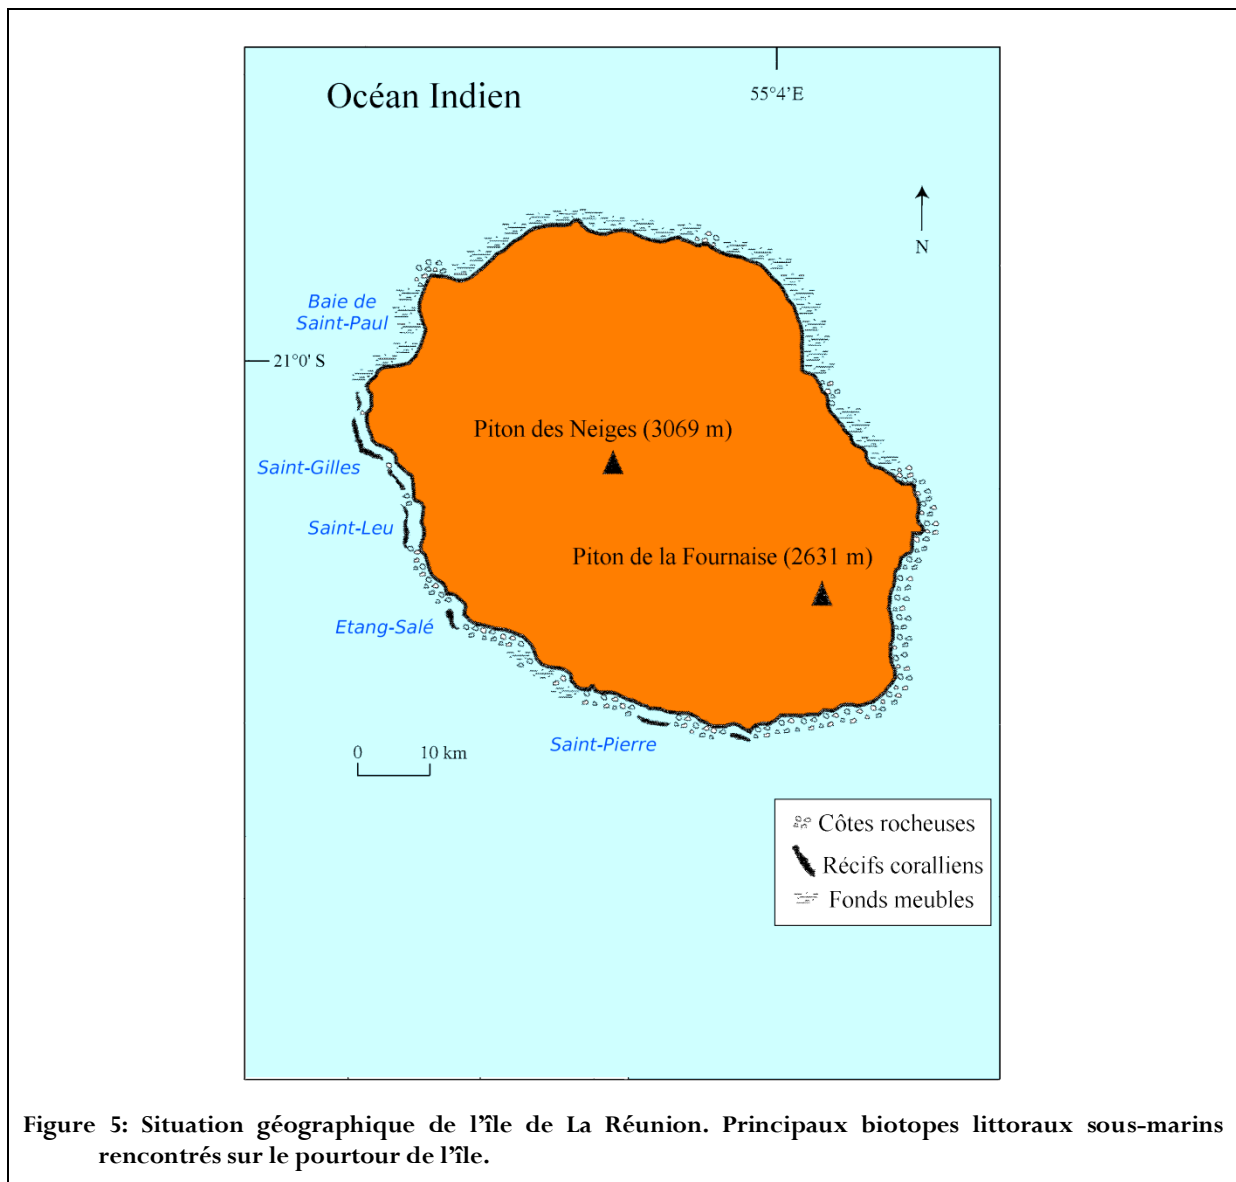 Océan Indien
55°4'E
N
Baie de
Saint-Paul
21°0' S
Piton des Neiges (3069 m)
Saint-Gilles
Saint-Leu
Piton de la Fournaise (2631 m)
Etang-Salé
Saint-Pierre
0 10 km
Côtes rocheuses
Récifs coralliens
Fonds meubles
Figure 5: Situation géographique de l'île de La Réunion. Principaux biotopes littoraux sous-marins
rencontrés sur le pourtour de l'île.